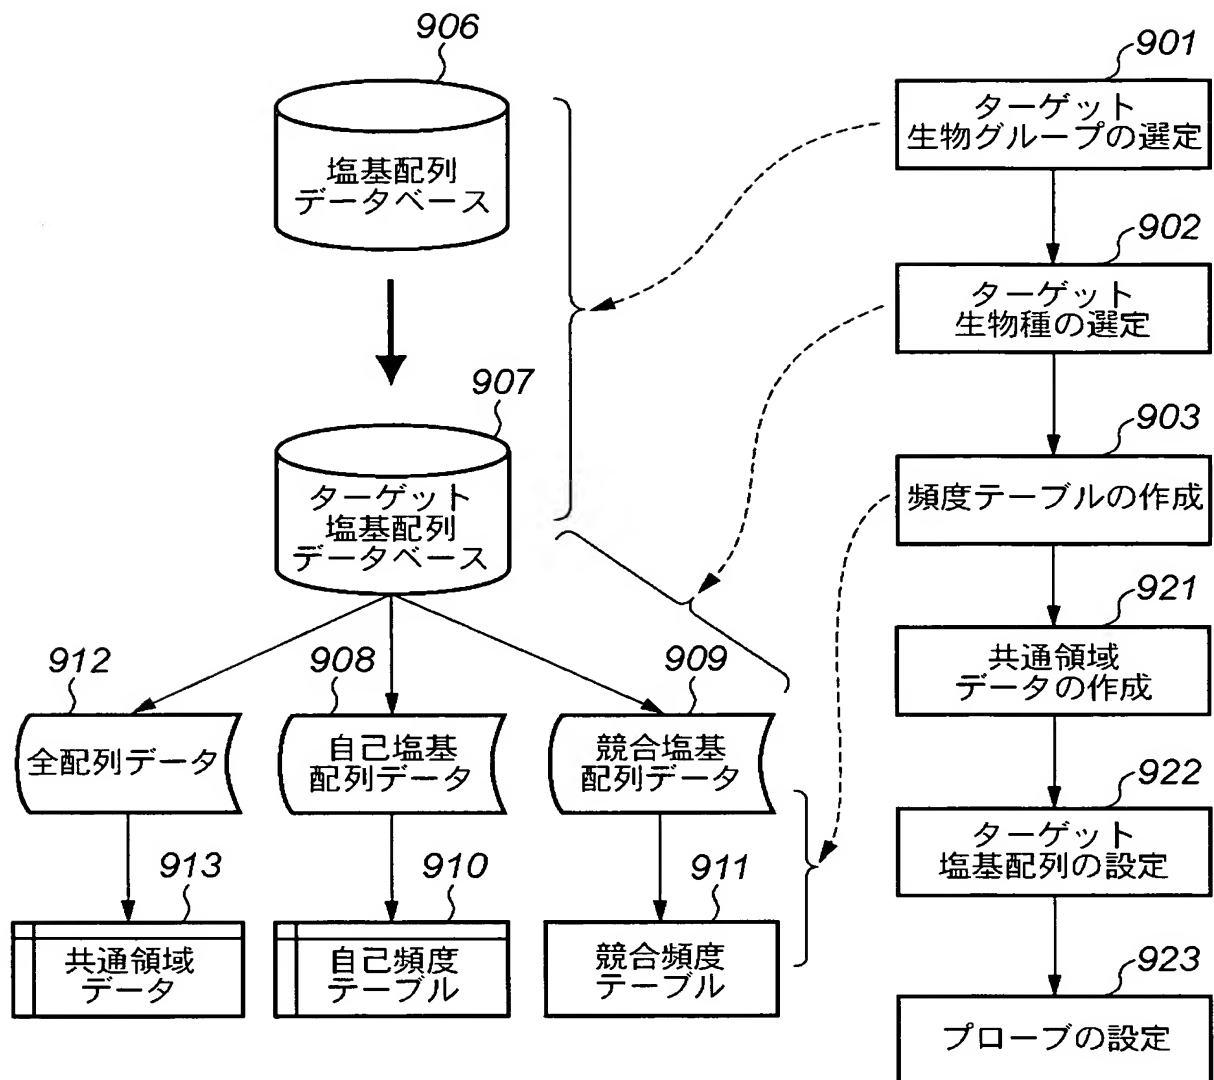 906
塩基配列
データベース
907
ターゲット
塩基配列
データベース
912
全配列データ
908
自己塩基
配列データ
909
競合塩基
配列データ
913
共通領域
データ
910
自己頻度
テーブル
911
競合頻度
テーブル
901
ターゲット
生物グループの選定
902
ターゲット
生物種の選定
903
頻度テーブルの作成
921
共通領域
データの作成
922
ターゲット
塩基配列の設定
923
プローブの設定